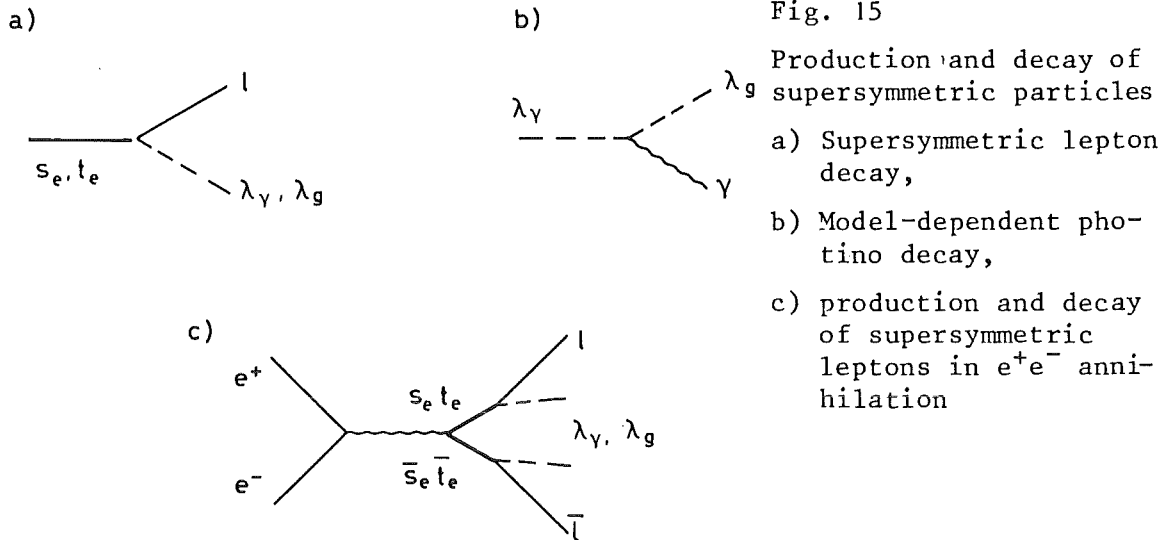 a)
l
s_e, t_e
λ_γ, λ_g
b)
λ_γ
λ_g
γ
Fig. 15
Production and decay of
supersymmetric particles
a) Supersymmetric lepton
decay,
b) Model-dependent pho-
tino decay,
c) production and decay
of supersymmetric
leptons in e⁺e⁻ anni-
hilation
c)
e⁺
e⁻
s_e t_e
s̄_e t̄_e
l
λ_γ, λ_g
l̄